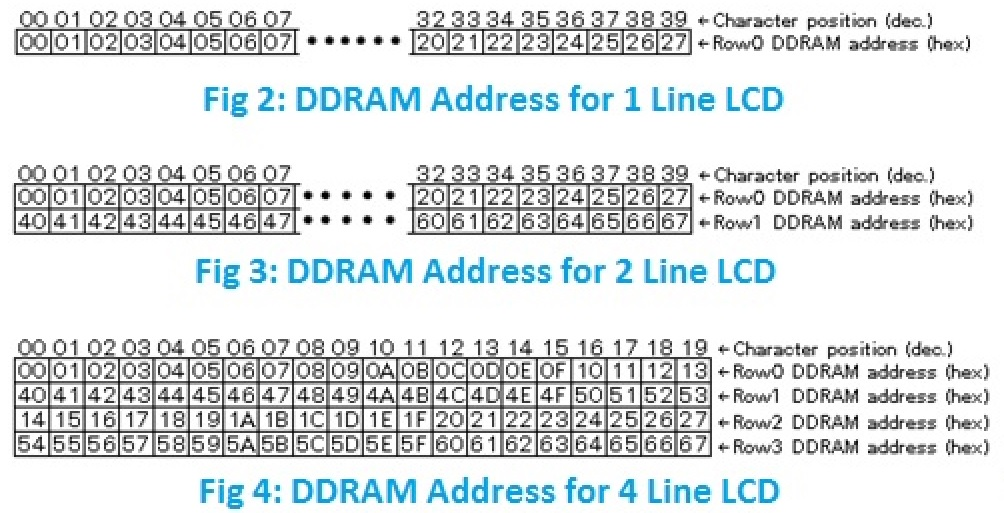 00 01 02 03 04 05 06 07 32 33 34 35 36 37 38 39 ←Character position (dec.)
00 01 02 03 04 05 06 07 •••••• 20 21 22 23 24 25 26 27 ←Row0 DDRAM address (hex)
Fig 2: DDRAM Address for 1 Line LCD
00 01 02 03 04 05 06 07 32 33 34 35 36 37 38 39 ←Character position (dec.)
00 01 02 03 04 05 06 07 ••••• 20 21 22 23 24 25 26 27 ←Row0 DDRAM address (hex)
40 41 42 43 44 45 46 47 ••••• 60 61 62 63 64 65 66 67 ←Row1 DDRAM address (hex)
Fig 3: DDRAM Address for 2 Line LCD
00 01 02 03 04 05 06 07 08 09 10 11 12 13 14 15 16 17 18 19 ←Character position (dec.)
00 01 02 03 04 05 06 07 08 09 0A 0B 0C 0D 0E 0F 10 11 12 13 ←Row0 DDRAM address (hex)
40 41 42 43 44 45 46 47 48 49 4A 4B 4C 4D 4E 4F 50 51 52 53 ←Row1 DDRAM address (hex)
14 15 16 17 18 19 1A 1B 1C 1D 1E 1F 20 21 22 23 24 25 26 27 ←Row2 DDRAM address (hex)
54 55 56 57 58 59 5A 5B 5C 5D 5E 5F 60 61 62 63 64 65 66 67 ←Row3 DDRAM address (hex)
Fig 4: DDRAM Address for 4 Line LCD